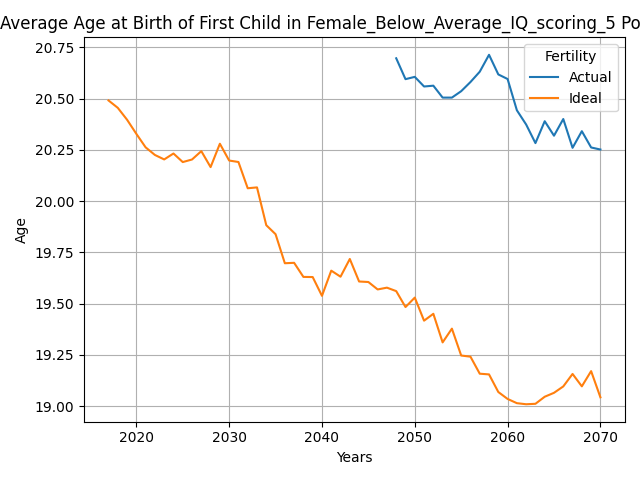 Average Age at Birth of First Child in Female_Below_Average_IQ_scoring_5 Po
20.75
20.50
20.25
20.00
19.75
19.50
19.25
19.00
Age
Fertility
Actual
Ideal
2020 2030 2040 2050 2060 2070
Years